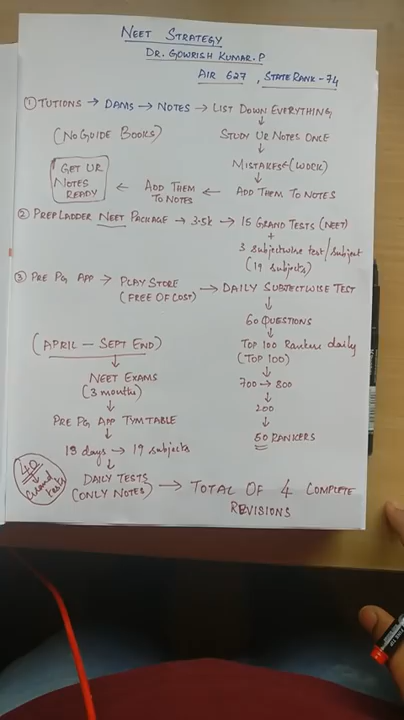 NEET STRATEGY
DR. GOWRISH KUMAR.P
AIR 627, STATE RANK - 74
① TUTIONS → DAMS → NOTES → LIST DOWN EVERYTHING
(NO GUIDE BOOKS)
↓
STUDY UR NOTES ONCE
↓
MISTAKES ← (WOCK)
↓
ADD THEM TO NOTES
← ADD THEM TO NOTES
← GET UR NOTES READY
② PREPLADDER NEET PACKAGE → 3.5k → 15 GRAND TESTS (NEET)
+
3 subjectwise test/subject
(19 subjects)
③ PRE PG APP → PLAY STORE (FREE OF COST) → DAILY SUBJECTWISE TEST
↓
60 QUESTIONS
↓
TOP 100 Rankers daily
(TOP 100)
↓
700 → 800
↓
200
↓
50 RANKERS
(APRIL - SEPT END)
↓
NEET EXAMS
(3 months)
↓
PRE PG APP TYMTABLE
↓
18 days → 19 subjects
↓
DAILY TESTS
(ONLY NOTES) → TOTAL OF 4 COMPLETE
REVISIONS
40
↓
Grand tests